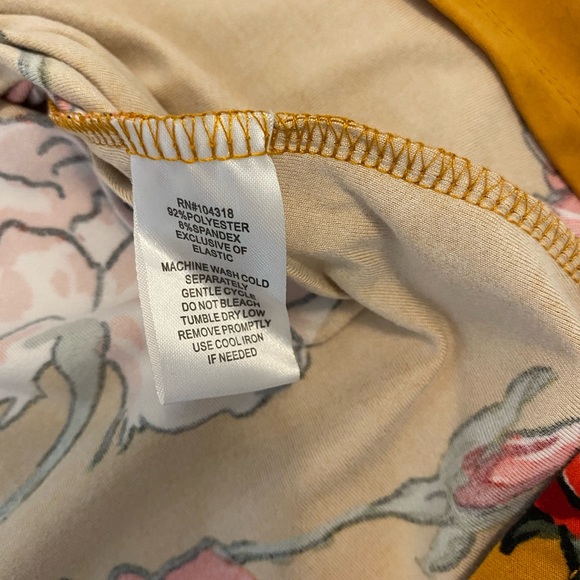 RN#104318
92%POLYESTER
8%SPANDEX
EXCLUSIVE OF
ELASTIC
MACHINE WASH COLD
SEPARATELY
GENTLE CYCLE
DO NOT BLEACH
TUMBLE DRY LOW
REMOVE PROMPTLY
USE COOL IRON
IF NEEDED